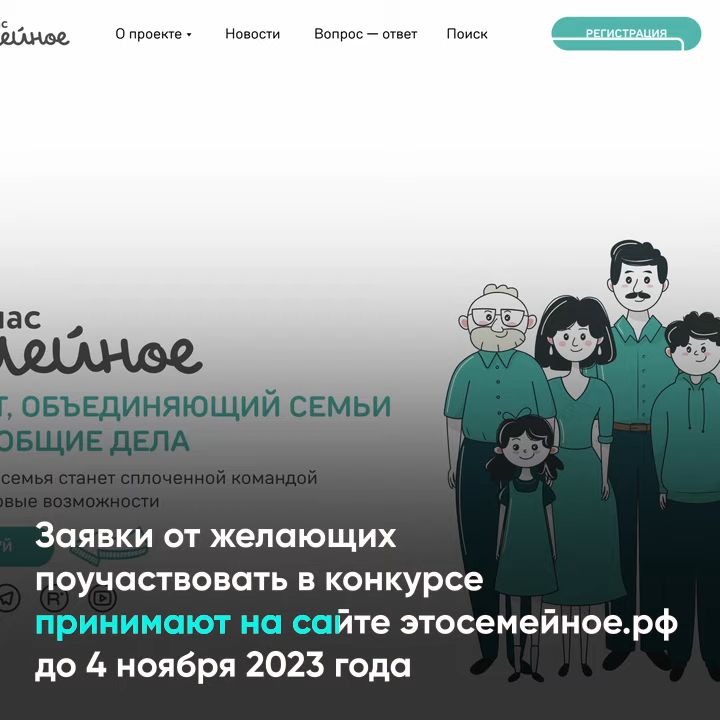 О проекте
Новости
Вопрос — ответ
Поиск
РЕГИСТРАЦИЯ
ОБЪЕДИНЯЮЩИЙ СЕМЬИ
ОБЩИЕ ДЕЛА
семья станет сплоченной командой
возможности
Заявки от желающих
поучаствовать в конкурсе
принимают на сайте этосемейное.рф
до 4 ноября 2023 года